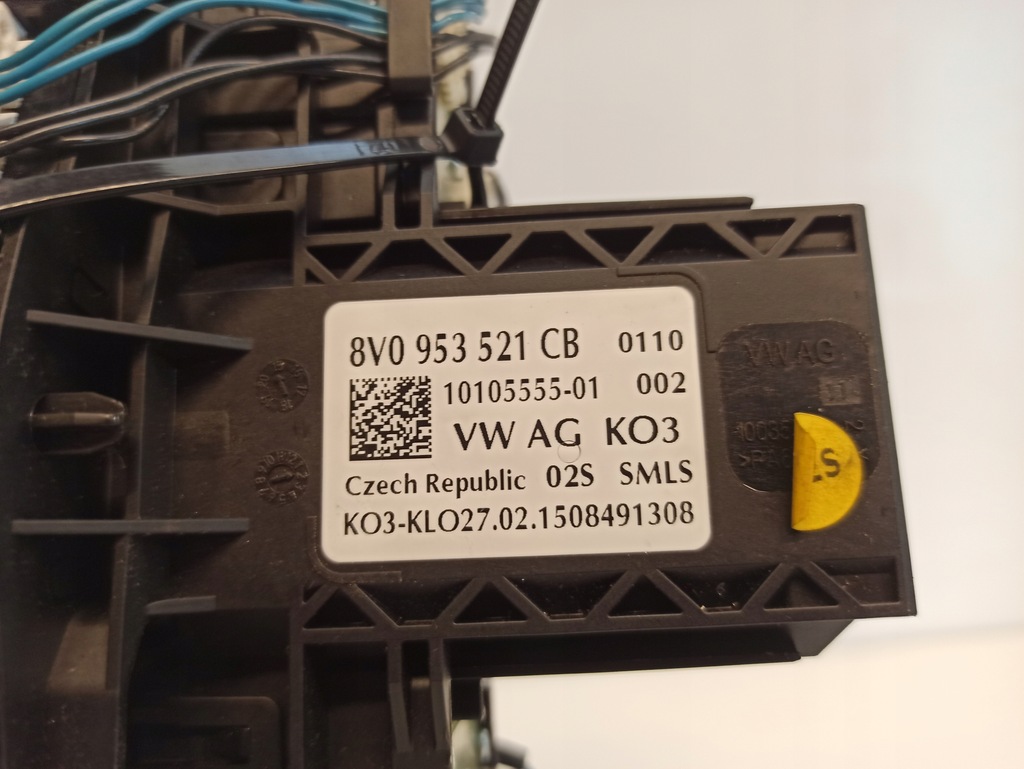 8V0 953 521 CB 0110
10105555-01 002
VW AG KO3
Czech Republic 02S SMLS
KO3-KLO27.02.1508491308
VW AG
11
S